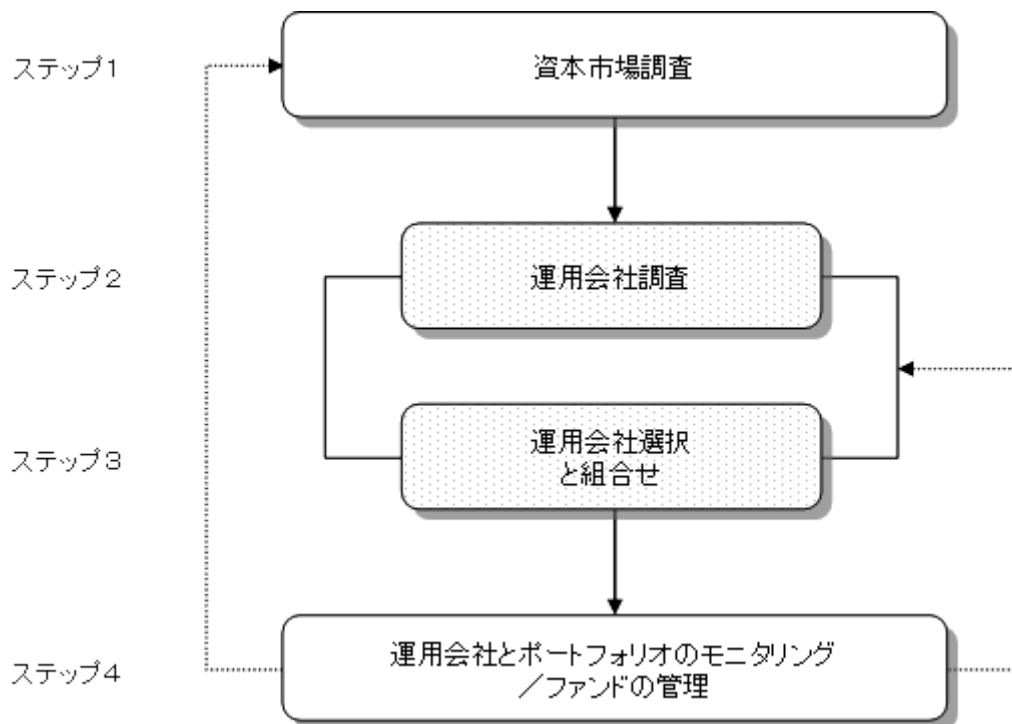 ステップ1
資本市場調査
ステップ2
運用会社調査
ステップ3
運用会社選択
と組合せ
ステップ4
運用会社とポートフォリオのモニタリング
／ファンドの管理